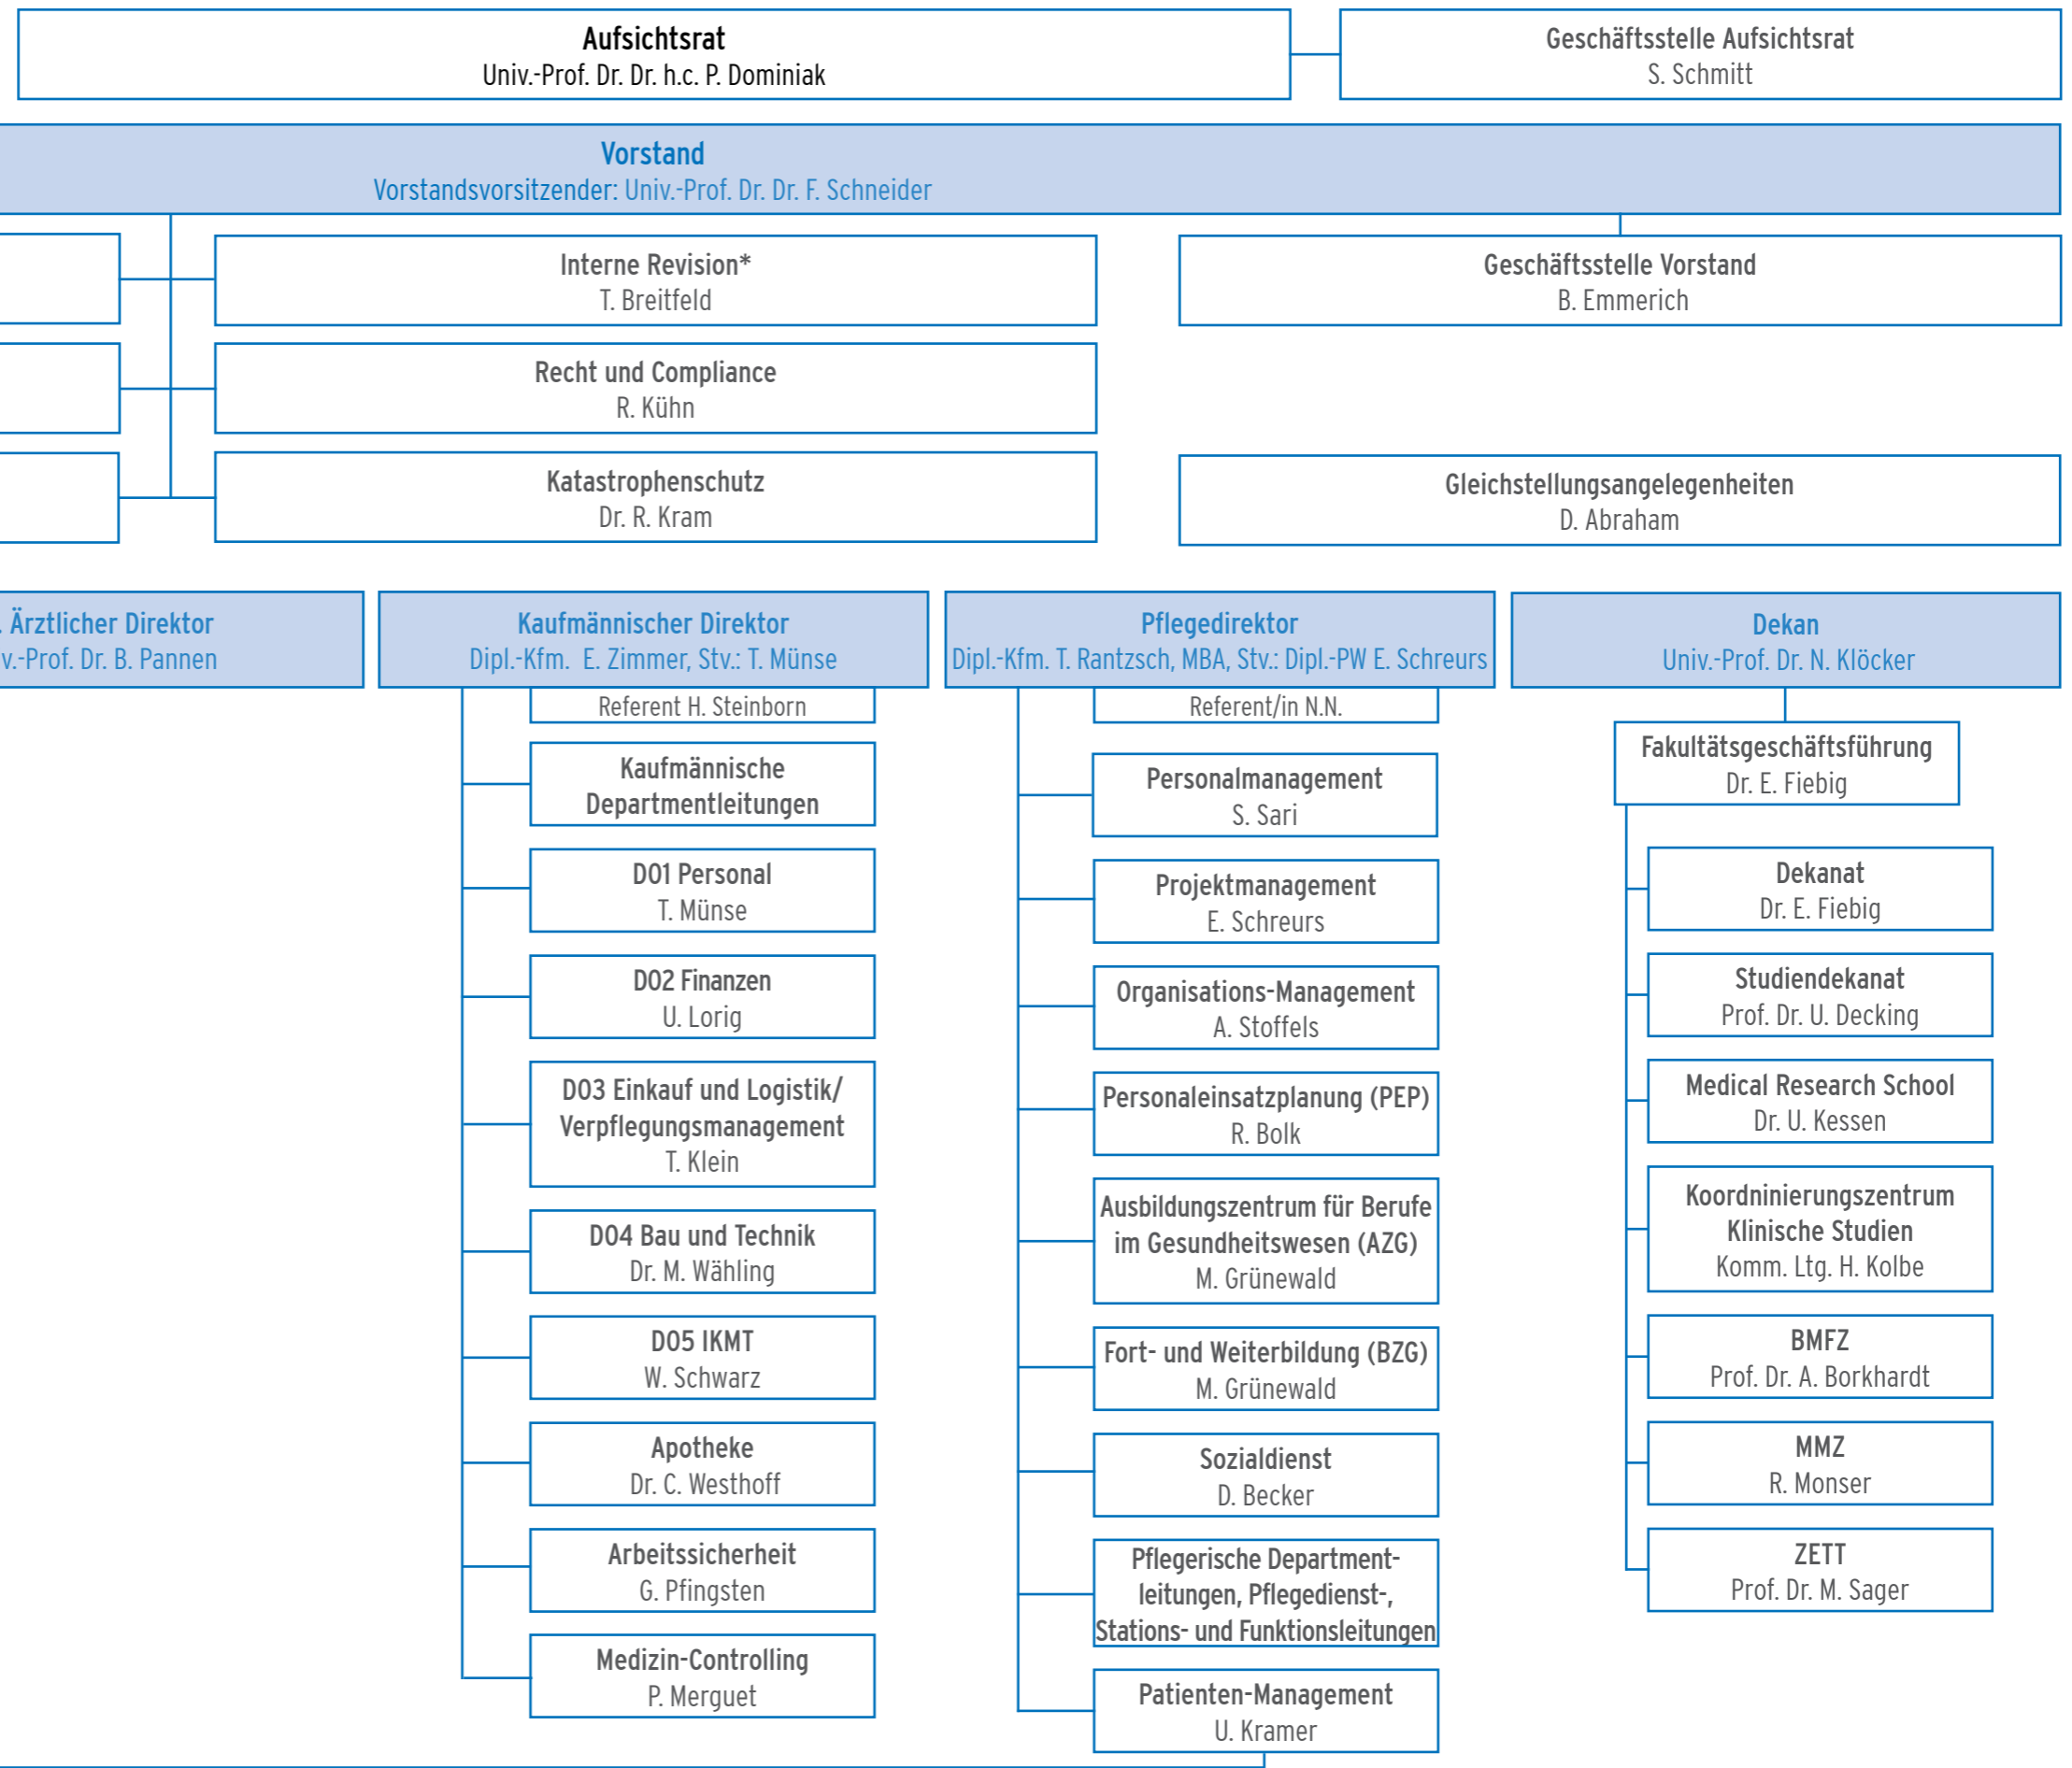 Aufsichtsrat
Univ.-Prof. Dr. Dr. h.c. P. Dominiak
Geschäftsstelle Aufsichtsrat
S. Schmitt
Vorstand
Vorstandsvorsitzender: Univ.-Prof. Dr. Dr. F. Schneider
Interne Revision*
T. Breitfeld
Geschäftsstelle Vorstand
B. Emmerich
Recht und Compliance
R. Kühn
Katastrophenschutz
Dr. R. Kram
Gleichstellungsangelegenheiten
D. Abraham
. Ärztlicher Direktor
v.-Prof. Dr. B. Pannen
Kaufmännischer Direktor
Dipl.-Kfm. E. Zimmer, Stv.: T. Münse
Referent H. Steinborn
Kaufmännische
Departmentleitungen
D01 Personal
T. Münse
D02 Finanzen
U. Lorig
D03 Einkauf und Logistik/
Verpflegungsmanagement
T. Klein
D04 Bau und Technik
Dr. M. Wähling
D05 IKMT
W. Schwarz
Apotheke
Dr. C. Westhoff
Arbeitssicherheit
G. Pfingsten
Medizin-Controlling
P. Merguet
Pflegedirektor
Dipl.-Kfm. T. Rantzsch, MBA, Stv.: Dipl.-PW E. Schreurs
Referent/in N.N.
Personalmanagement
S. Sari
Projektmanagement
E. Schreurs
Organisations-Management
A. Stoffels
Personaleinsatzplanung (PEP)
R. Bolk
Ausbildungszentrum für Berufe
im Gesundheitswesen (AZG)
M. Grünewald
Fort- und Weiterbildung (BZG)
M. Grünewald
Sozialdienst
D. Becker
Pflegerische Department-
leitungen, Pflegedienst-,
Stations- und Funktionsleitungen
Patienten-Management
U. Kramer
Dekan
Univ.-Prof. Dr. N. Klöcker
Fakultätsgeschäftsführung
Dr. E. Fiebig
Dekanat
Dr. E. Fiebig
Studiendekanat
Prof. Dr. U. Decking
Medical Research School
Dr. U. Kessen
Koordninierungszentrum
Klinische Studien
Komm. Ltg. H. Kolbe
BMFZ
Prof. Dr. A. Borkhardt
MMZ
R. Monser
ZETT
Prof. Dr. M. Sager